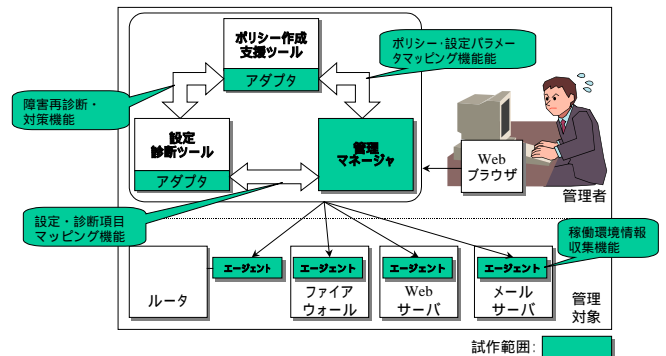 ポリシー作成
支援ツール
アダプタ
ポリシー・設定パラメー
タマッピング機能能
障害再診断・
対策機能
設定
診断ツール
アダプタ
管理
マネージャ
Web
ブラウザ
管理者
設定・診断項目
マッピング機能
稼働環境情報
収集機能
エージェント
エージェント
エージェント
エージェント
ルータ
ファイア
ウォール
Web
サーバ
メール
サーバ
管理
対象
試作範囲: